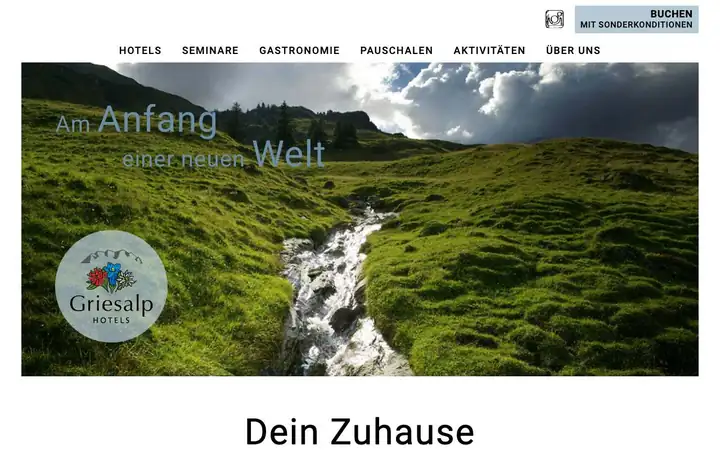 BUCHEN
MIT SONDERKONDITIONEN
HOTELS SEMINARE GASTRONOMIE PAUSCHALEN AKTIVITÄTEN ÜBER UNS
Am Anfang
einer neuen Welt
Griesalp
HOTELS
Dein Zuhause